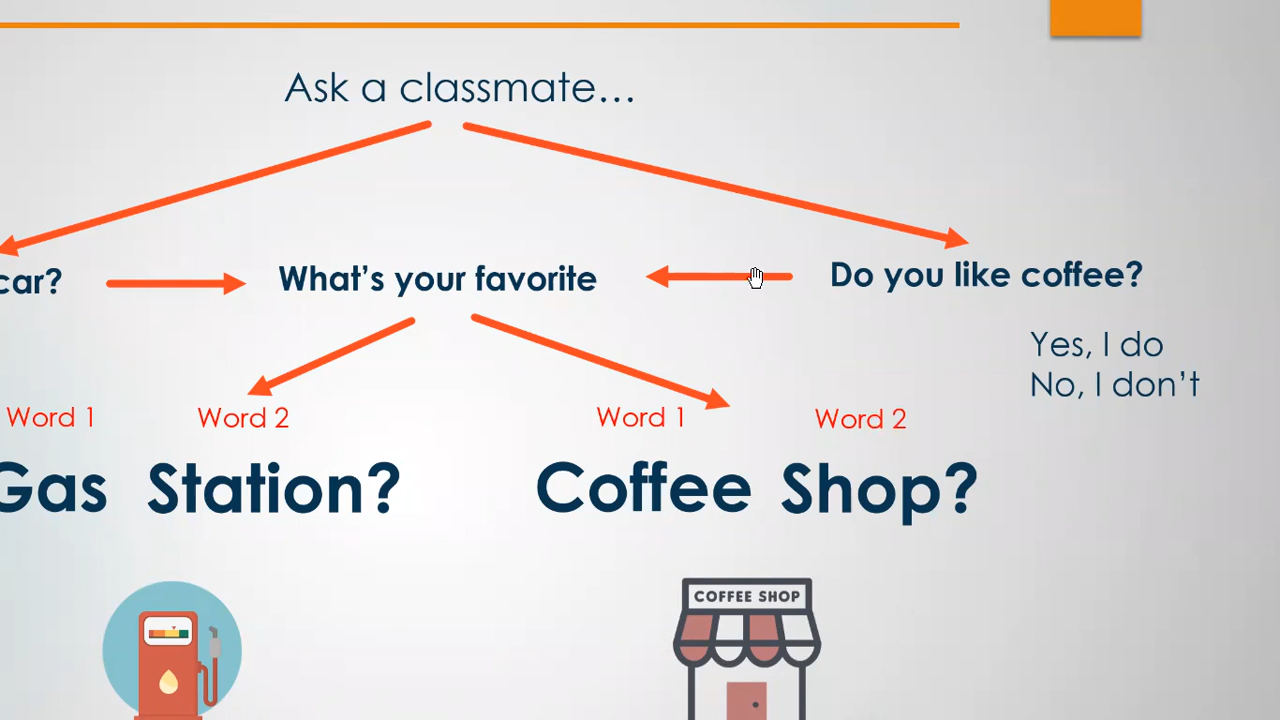 Ask a classmate...
car?
What's your favorite
Do you like coffee?
Yes, I do
No, I don't
Word 1
Word 2
Word 1
Word 2
Gas Station?
Coffee Shop?
COFFEE SHOP